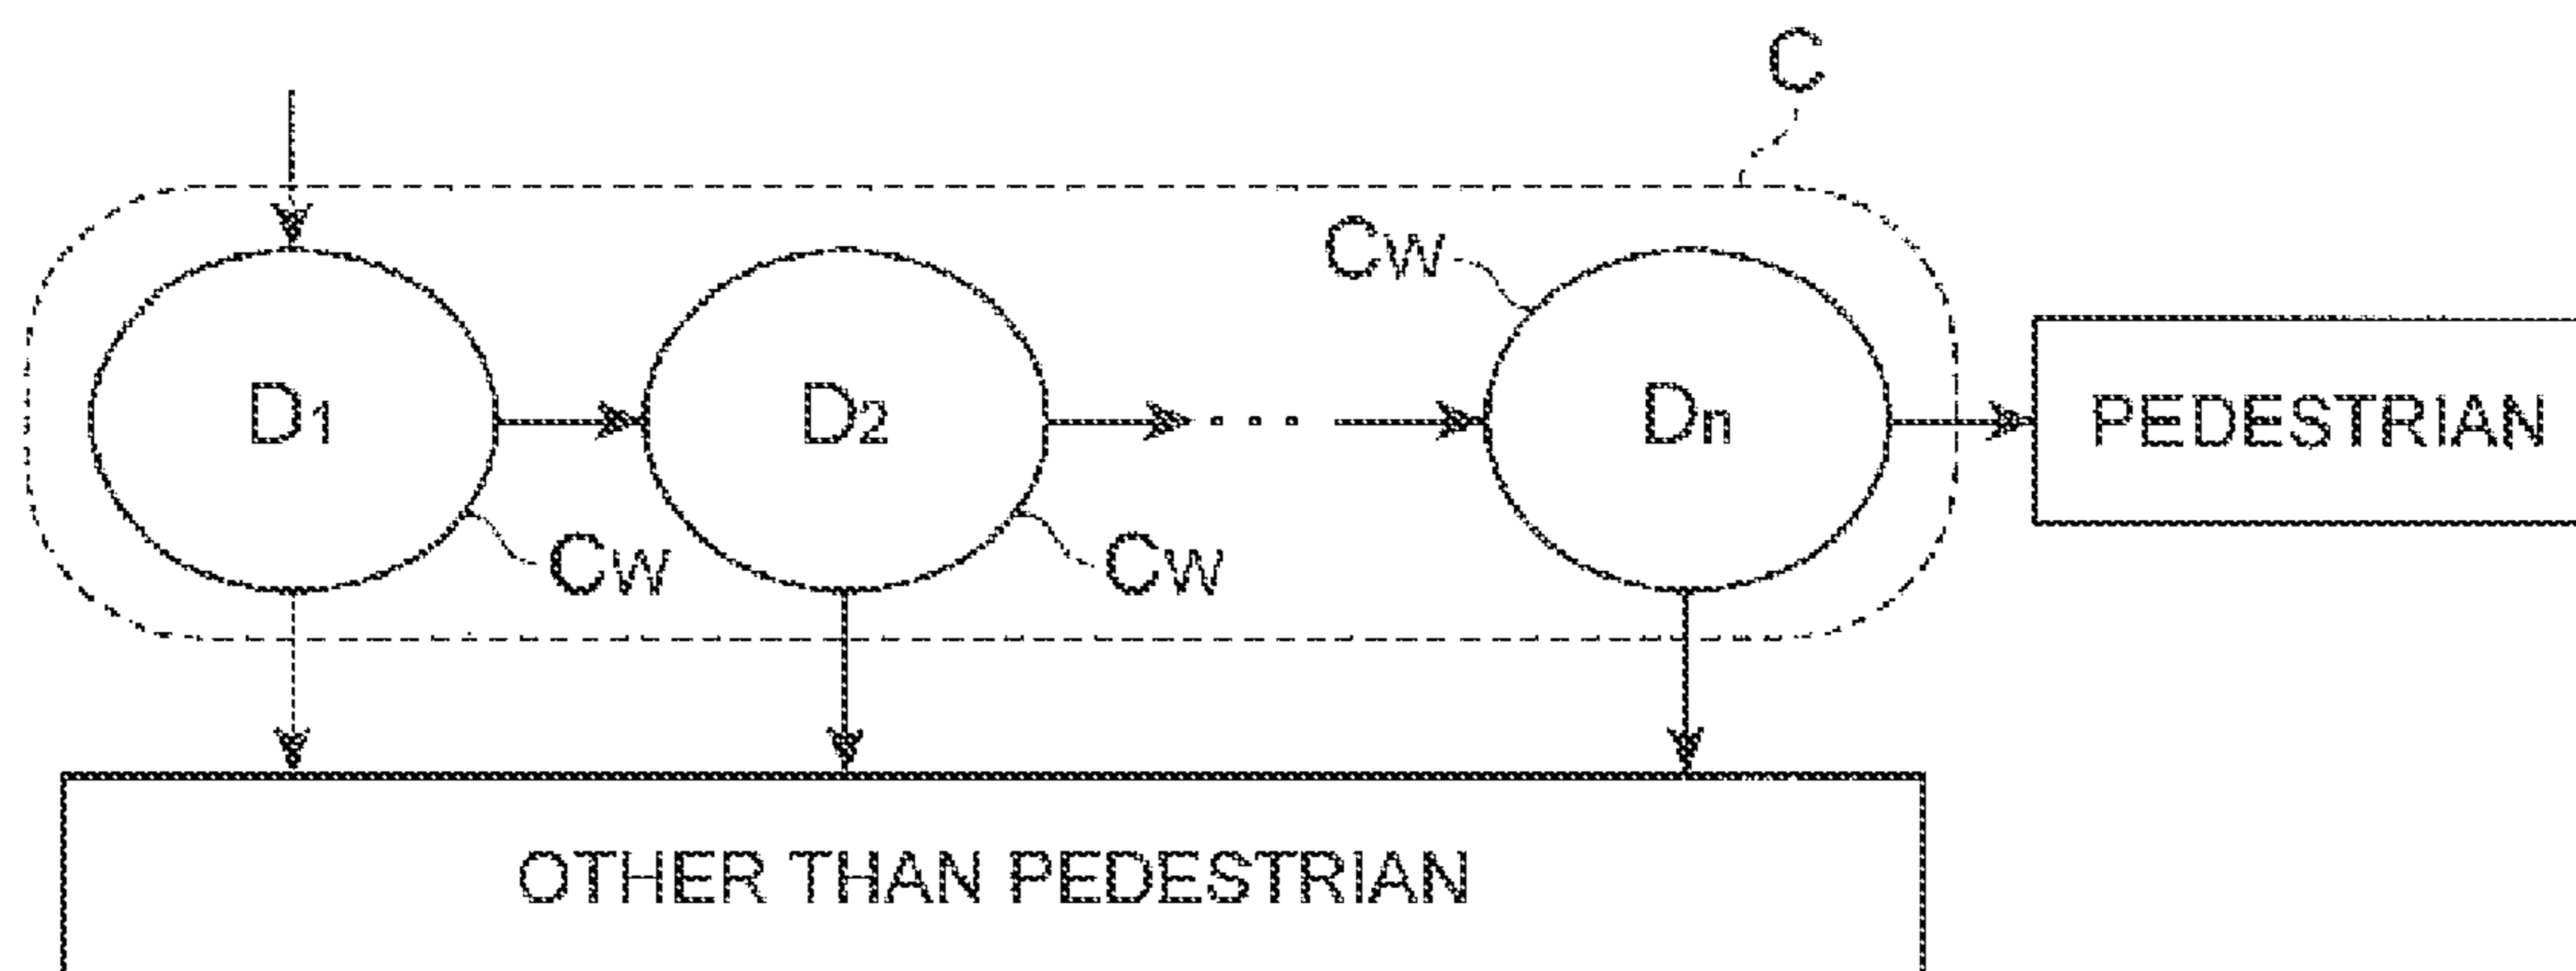 C
Cw
D1
D2
. . .
Dn
PEDESTRIAN
Cw
Cw
OTHER THAN PEDESTRIAN